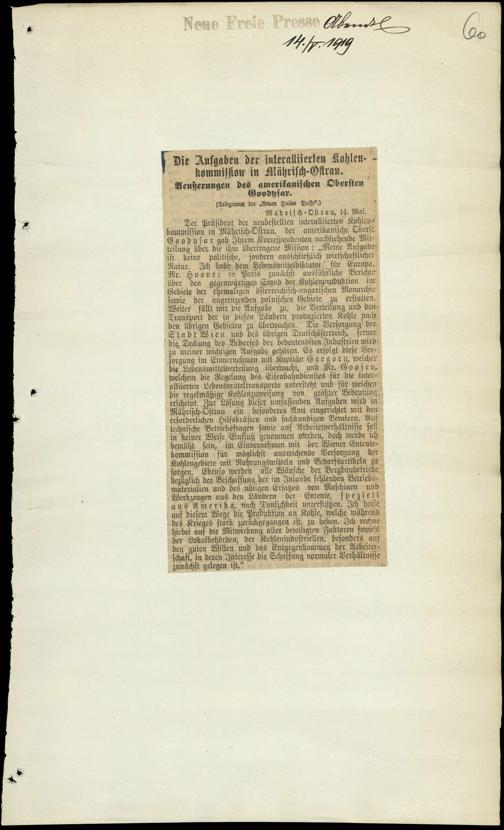 Neue Freie Presse Abendbl
60
14./V. 1919
Die Aufgaben der interalliierten Kohlen-
kommission in Mährisch-Ostrau.
Aeußerungen des amerikanischen Obersten
Goodysar.
(Telegramm der „Neuen Freien Presse“.)
Mährisch-Ostrau, 14. Mai.
Der Präsident der neubestellten interalliierten Kohlen-
kommission in Mährisch-Ostrau, der amerikanische Oberst
Goodysar gab Ihrem Korrespondenten nachstehende Mit-
teilung über die ihm übertragene Mission: „Meine Aufgabe
ist keine politische, sondern ausschließlich wirtschaftlicher
Natur. Ich habe dem Lebensmitteldiktator für Europa,
Mr. Hoover in Paris zunächst ausführliche Berichte
über den gegenwärtigen Stand der Kohlenproduktion im
Gebiete der ehemaligen österreichisch-ungarischen Monarchie
sowie der angrenzenden polnischen Gebiete zu erstatten.
Weiter fällt mir die Aufgabe zu, die Verteilung und den
Transport der in diesen Ländern produzierten Kohle nach
den übrigen Gebieten zu überwachen. Die Versorgung der
Stadt Wien und des übrigen Deutschösterreich, ferner
die Deckung des Bedarfes der bedeutendsten Industrien wird
zu meiner wichtigen Aufgabe gehören. Es erfolgt diese Ver-
sorgung im Einvernehmen mit Kapitän Gregory, welcher
die Lebensmittelverteilung überwacht, und Mr. Goosey,
welchem die Regelung des Eisenbahndienstes für die inter-
alliierten Lebensmitteltransporte untersteht und für welchen
die regelmäßige Kohlenzuweisung von größter Bedeutung
erscheint. Zur Lösung dieser umfassenden Aufgaben wird in
Mährisch-Ostrau ein besonderes Amt eingerichtet mit den
erforderlichen Hilfskräften und sachkundigen Beratern. Auf
technische Betriebsfragen sowie auf Arbeiterverhältnisse soll
in keiner Weise Einfluß genommen werden, doch werde ich
bemüht sein, im Einvernehmen mit der Wiener Entente-
kommission für möglichst ausreichende Versorgung der
Kohlengebiete mit Nahrungsmitteln und Bedarfsartikeln zu
sorgen. Ebenso werden alle Wünsche der Bergbaubetriebe
bezüglich der Beschaffung der im Inlande fehlenden Betriebs-
materialien und des nötigen Ersatzes von Maschinen und
Werkzeugen aus den Ländern der Entente, speziell
aus Amerika, nach Tunlichkeit unterstützen. Ich hoffe
auf diesem Wege die Produktion an Kohle, welche während
des Krieges stark zurückgegangen ist, zu heben. Ich rechne
hiebei auf die Mitwirkung aller beteiligten Faktoren sowohl
der Lokalbehörden, der Kohlenindustriellen, besonders auf
den guten Willen und das Entgegenkommen der Arbeiter-
schaft, in deren Interesse die Schaffung normaler Verhältnisse
zunächst gelegen ist.“